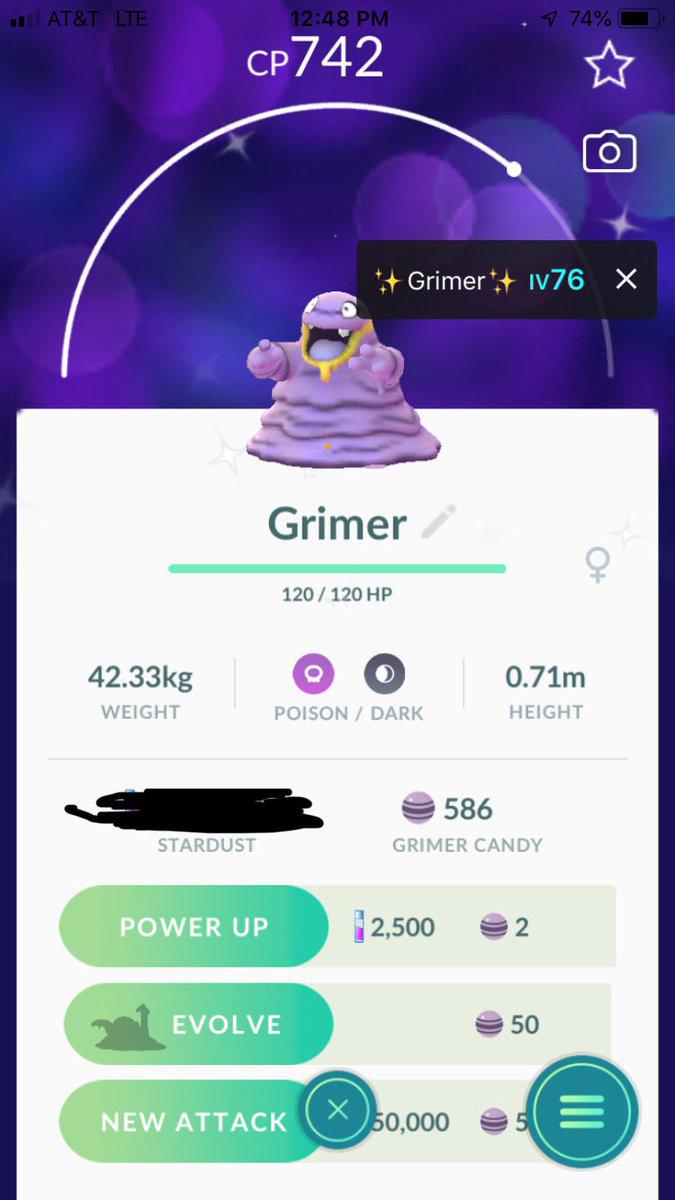 AT&T LTE 12:48 PM 74%
CP742
✨Grimer✨ IV76 ×
Grimer
120 / 120 HP
42.33kg POISON / DARK 0.71m
WEIGHT HEIGHT
586
STARDUST GRIMER CANDY
POWER UP 2,500 2
EVOLVE 50
NEW ATTACK 50,000 5